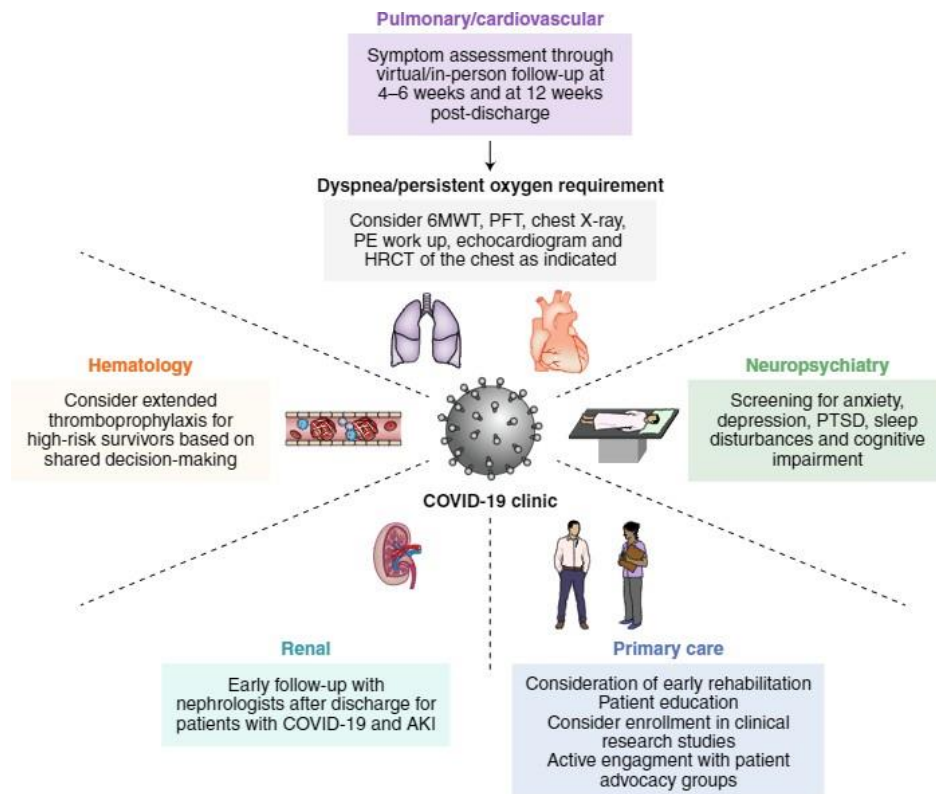 Pulmonary/cardiovascular
Symptom assessment through
virtual/in-person follow-up at
4–6 weeks and at 12 weeks
post-discharge
Dyspnea/persistent oxygen requirement
Consider 6MWT, PFT, chest X-ray,
PE work up, echocardiogram and
HRCT of the chest as indicated
Hematology
Consider extended
thromboprophylaxis for
high-risk survivors based on
shared decision-making
Neuropsychiatry
Screening for anxiety,
depression, PTSD, sleep
disturbances and cognitive
impairment
COVID-19 clinic
Renal
Early follow-up with
nephrologists after discharge for
patients with COVID-19 and AKI
Primary care
Consideration of early rehabilitation
Patient education
Consider enrollment in clinical
research studies
Active engagment with patient
advocacy groups